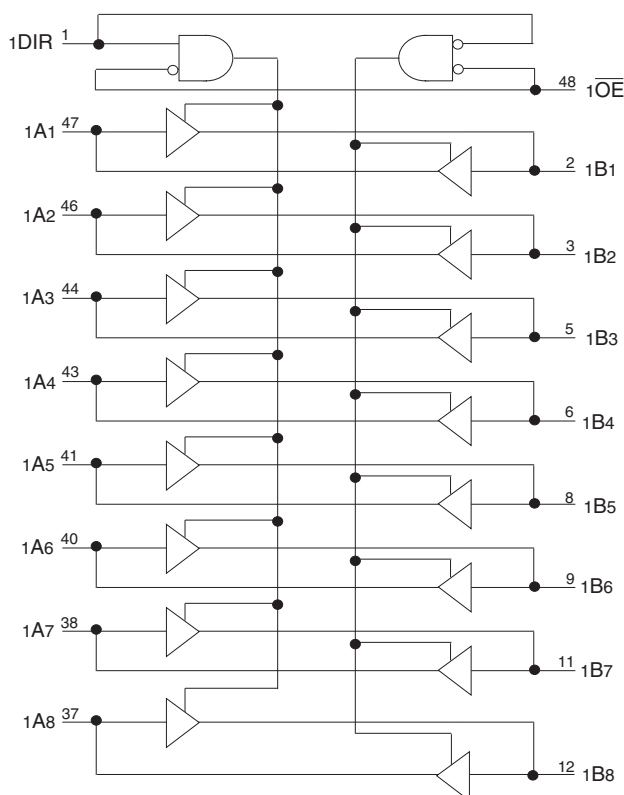 1DIR 1
48 1O̅E̅
1A1 47
2 1B1
1A2 46
3 1B2
1A3 44
5 1B3
1A4 43
6 1B4
1A5 41
8 1B5
1A6 40
9 1B6
1A7 38
11 1B7
1A8 37
12 1B8